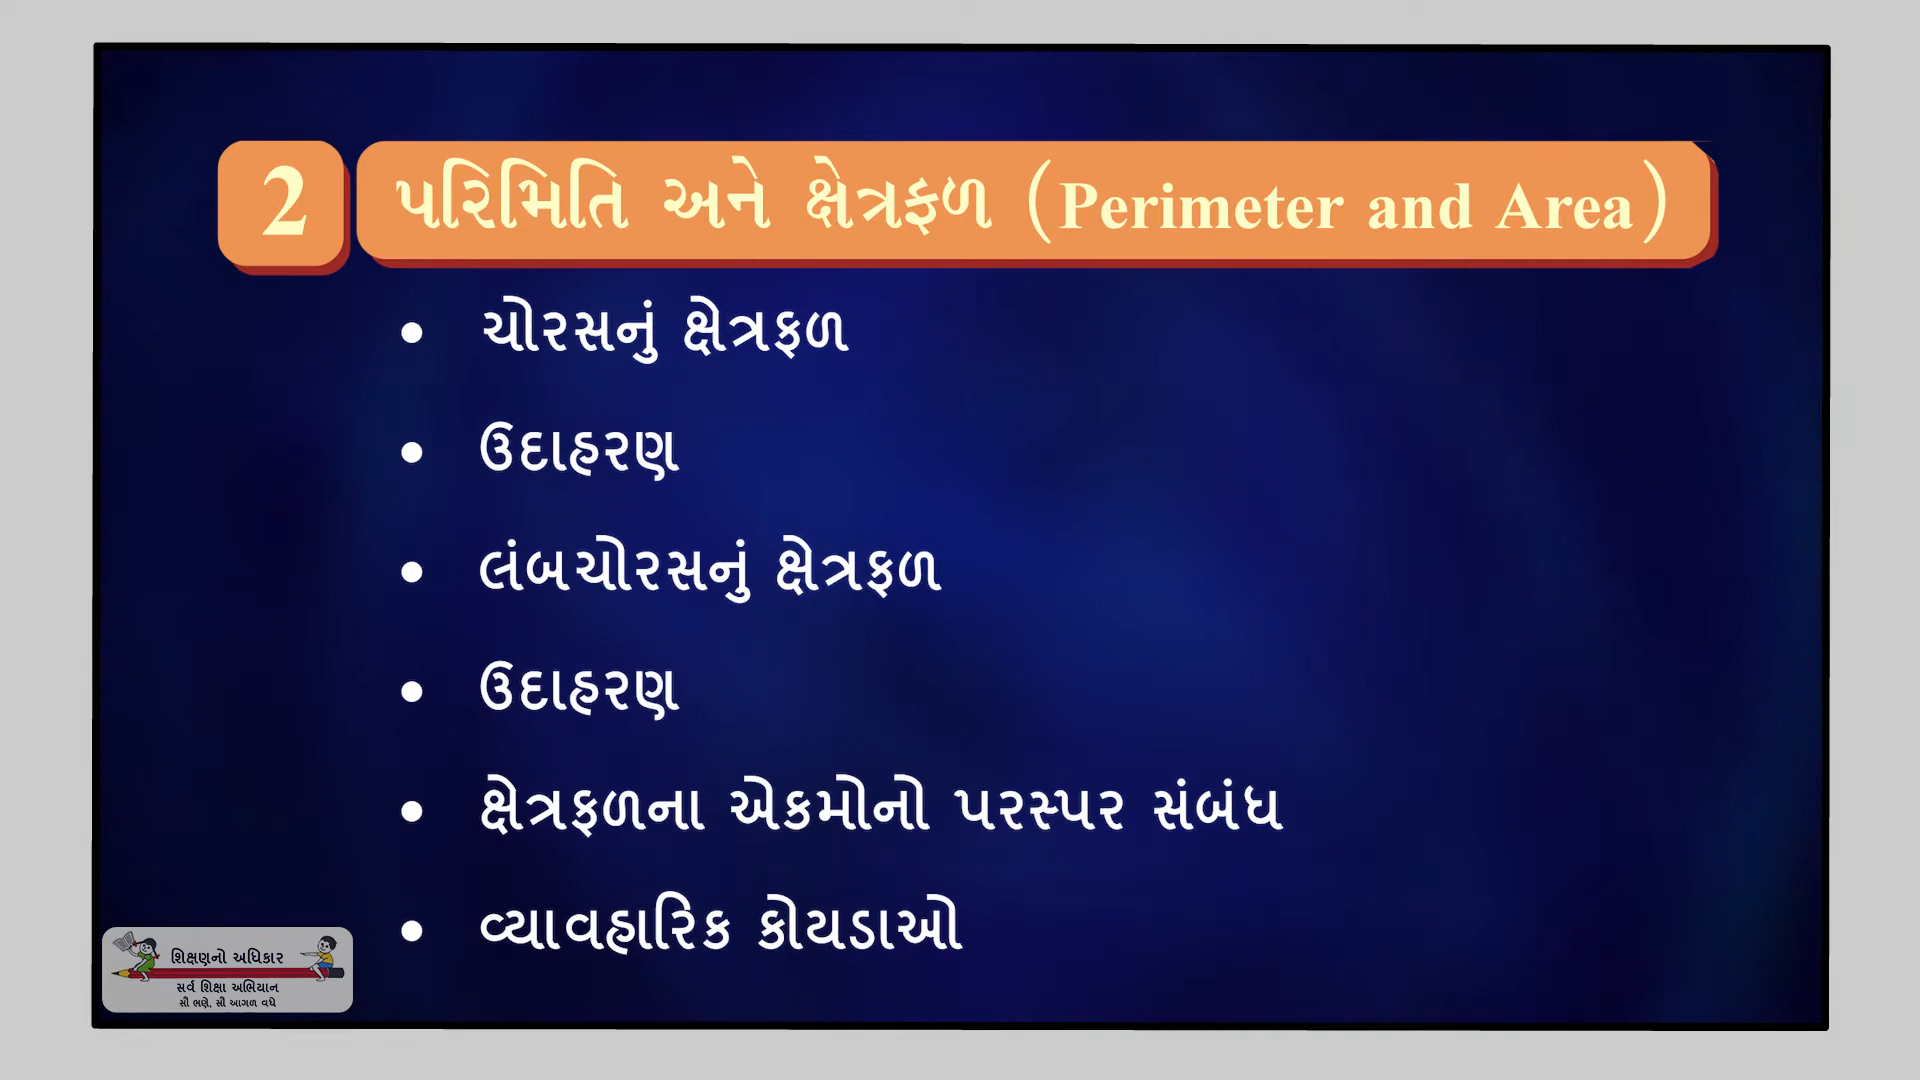 2 પરિમિતિ અને ક્ષેત્રફળ (Perimeter and Area)
• ચોરસનું ક્ષેત્રફળ
• ઉદાહરણ
• લંબચોરસનું ક્ષેત્રફળ
• ઉદાહરણ
• ક્ષેત્રફળના એકમોનો પરસ્પર સંબંધ
• વ્યાવહારિક કોયડાઓ
શિક્ષણનો અધિકાર
સર્વ શિક્ષા અભિયાન
સૌ ભણે, સૌ આગળ વધે